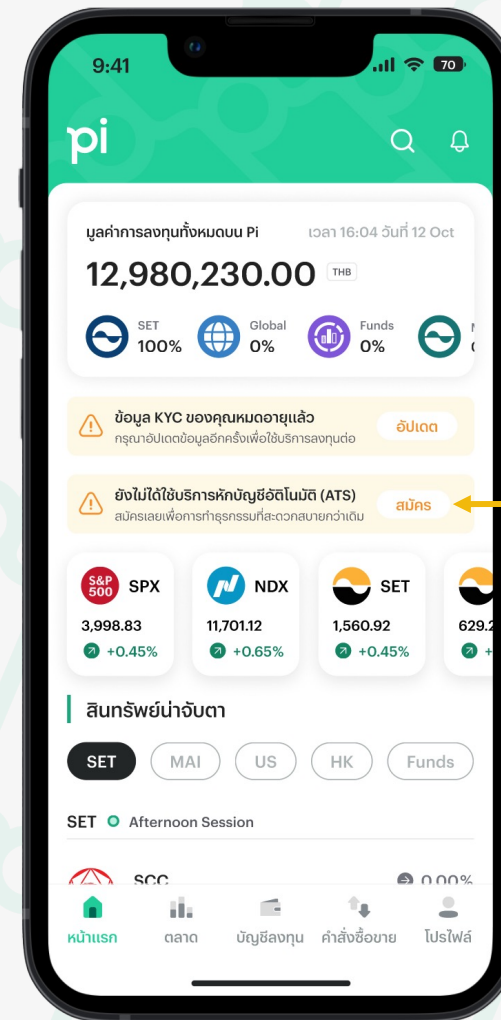 9:41
70
pi
มูลค่าการลงทุนทั้งหมดบน Pi เวลา 16:04 วันที่ 12 Oct
12,980,230.00 THB
SET Global Funds
100% 0% 0%
ข้อมูล KYC ของคุณหมดอายุแล้ว
กรุณาอัปเดตข้อมูลอีกครั้งเพื่อใช้บริการลงทุนต่อ
อัปเดต
ยังไม่ได้ใช้บริการหักบัญชีอัติโนมัติ (ATS)
สมัครเลยเพื่อการทำธุรกรรมที่สะดวกสบายกว่าเดิม
สมัคร
S&P 500 SPX NDX SET
3,998.83 11,701.12 1,560.92 629.2
+0.45% +0.65% +0.45% +
สินทรัพย์น่าจับตา
SET MAI US HK Funds
SET Afternoon Session
SCC 0.00%
หน้าแรก ตลาด บัญชีลงทุน คำสั่งซื้อขาย โปรไฟล์